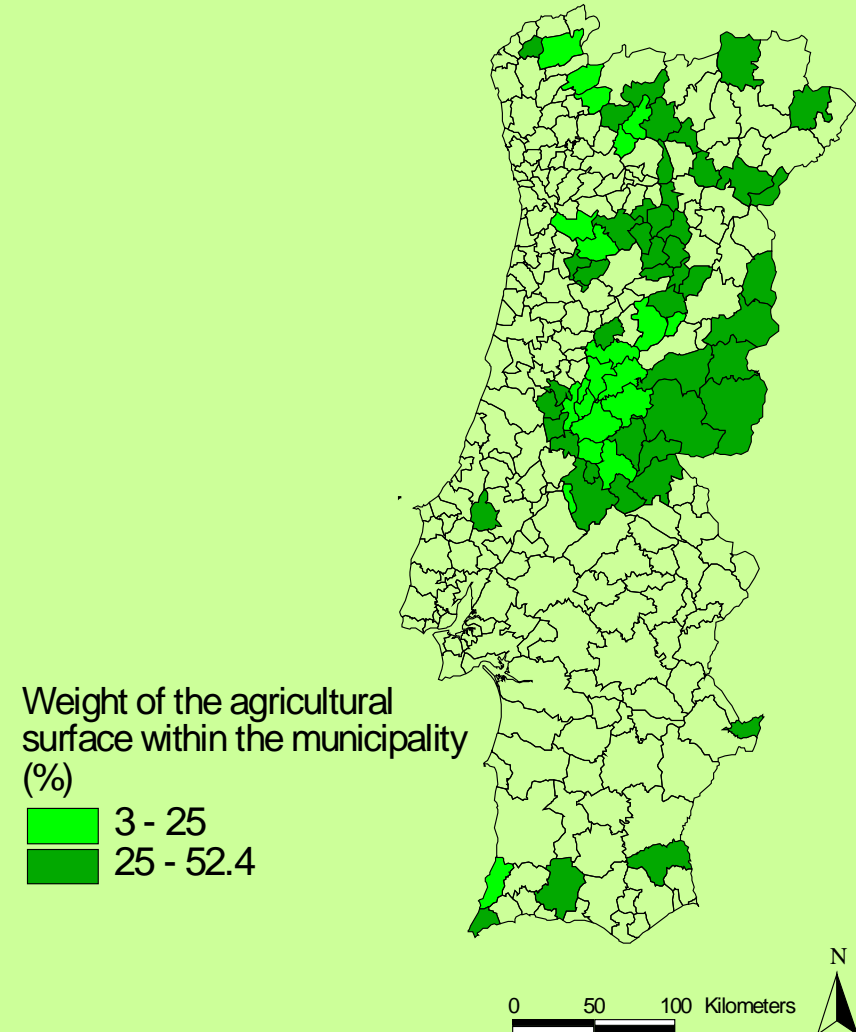 Weight of the agricultural
surface within the municipality
(%)
3 - 25
25 - 52.4
N
0 50 100 Kilometers